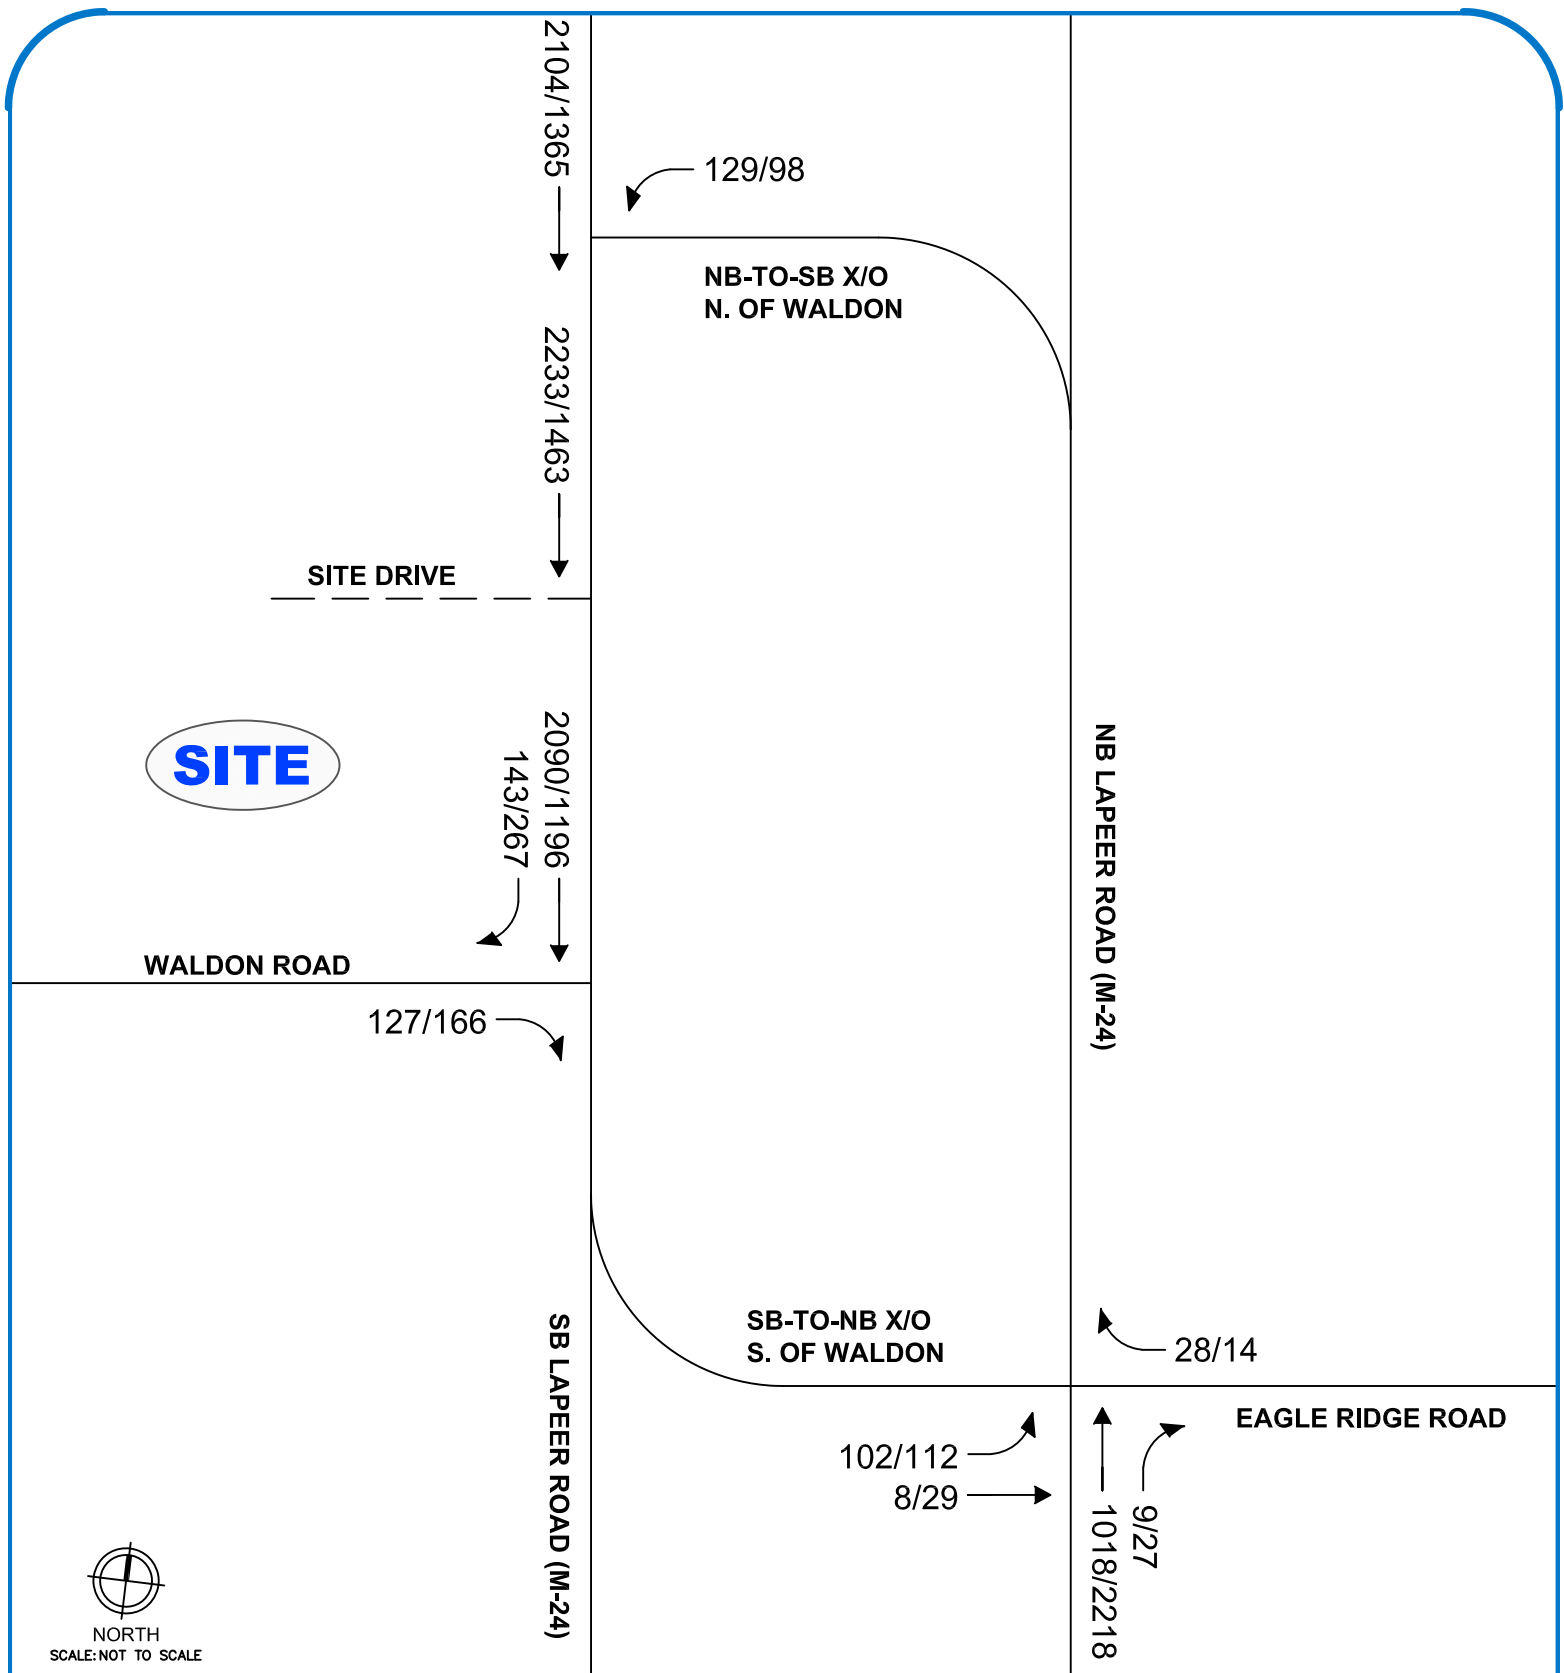 2104/1365
129/98
NB-TO-SB X/O
N. OF WALDON
2233/1463
SITE DRIVE
SITE
2090/1196
143/267
NB LAPEER ROAD (M-24)
WALDON ROAD
127/166
SB LAPEER ROAD (M-24)
SB-TO-NB X/O
S. OF WALDON
28/14
EAGLE RIDGE ROAD
102/112
8/29
9/27
1018/2218
NORTH
SCALE: NOT TO SCALE